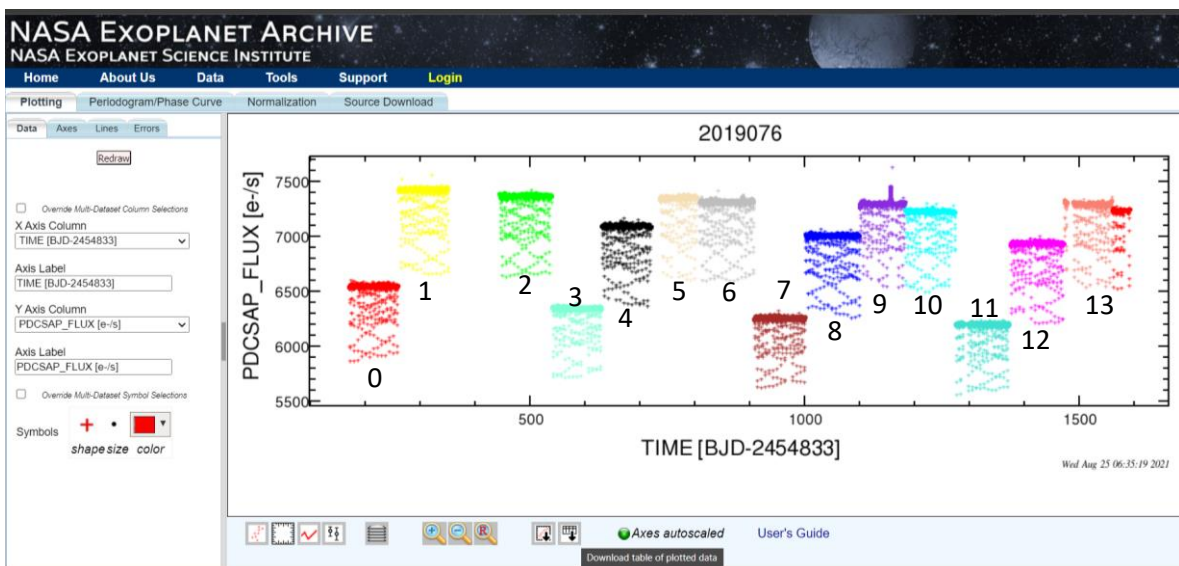 NASA EXOPLANET ARCHIVE
NASA EXOPLANET SCIENCE INSTITUTE
Home About Us Data Tools Support Login
Plotting Periodogram/Phase Curve Normalization Source Download
Data Axes Lines Errors
Redraw
Override Multi-Dataset Column Selections
X Axis Column
TIME [BJD-2454833]
Axis Label
TIME [BJD-2454833]
Y Axis Column
PDCSAP_FLUX [e-/s]
Axis Label
PDCSAP_FLUX [e-/s]
Override Multi-Dataset Symbol Selections
Symbols
shape size color
2019076
PDCSAP_FLUX [e-/s]
7500
7000
6500
6000
5500
0 1 2 3 4 5 6 7 8 9 10 11 12 13
500 1000 1500
TIME [BJD-2454833]
Wed Aug 25 06:35:19 2021
R
Axes autoscaled User's Guide
Download table of plotted data